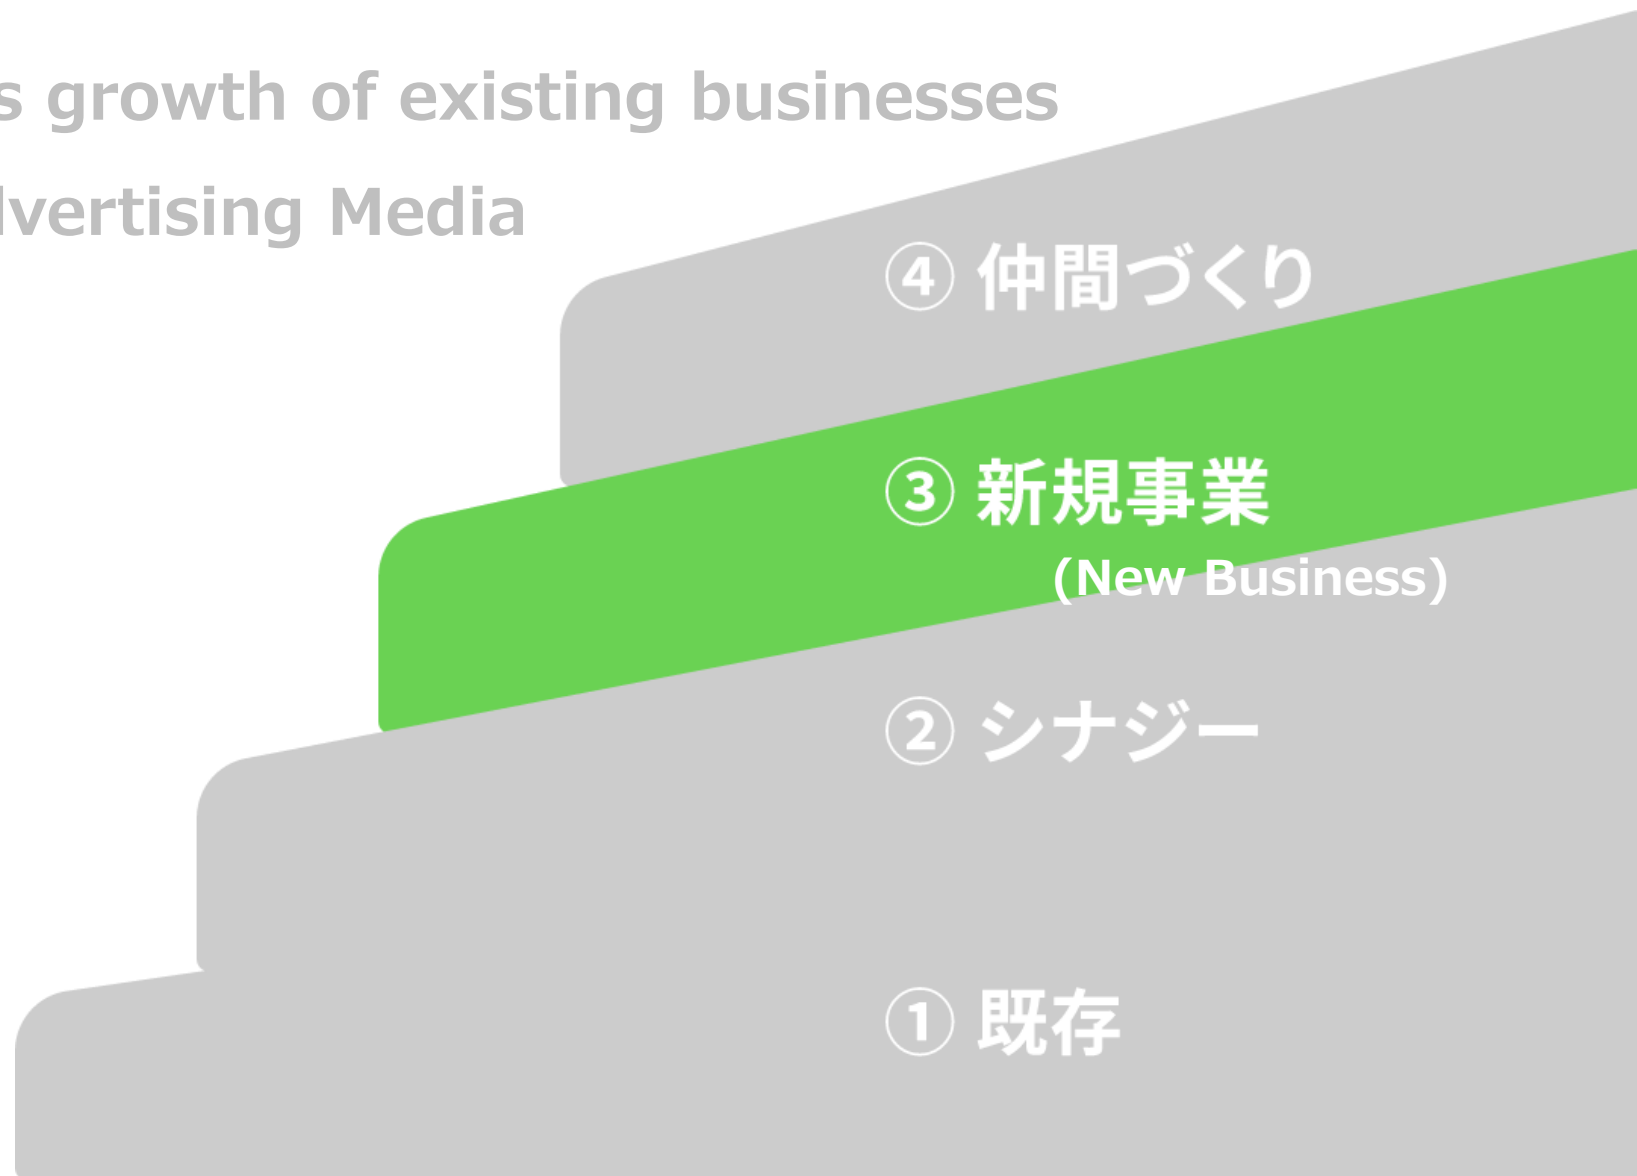 s growth of existing businesses
lvertising Media
④ 仲間づくり
③ 新規事業
(New Business)
② シナジー
① 既存